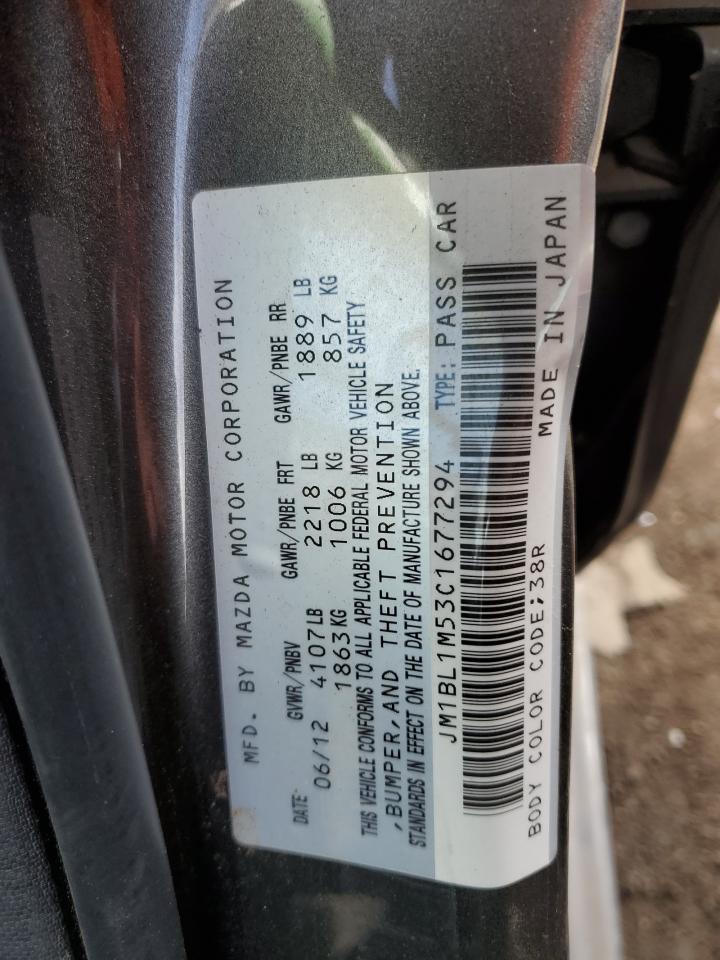 MFD. BY MAZDA MOTOR CORPORATION
DATE GVWR/PNBV GAWR/PNBE FRT GAWR/PNBE RR
06/12 4107LB 2218 LB 1889 LB
1863KG 1006 KG 857 KG
THIS VEHICLE CONFORMS TO ALL APPLICABLE FEDERAL MOTOR VEHICLE SAFETY
,BUMPER,AND THEFT PREVENTION
STANDARDS IN EFFECT ON THE DATE OF MANUFACTURE SHOWN ABOVE.
JM1BL1M53C1677294 TYPE: PASS CAR
BODY COLOR CODE;38R MADE IN JAPAN